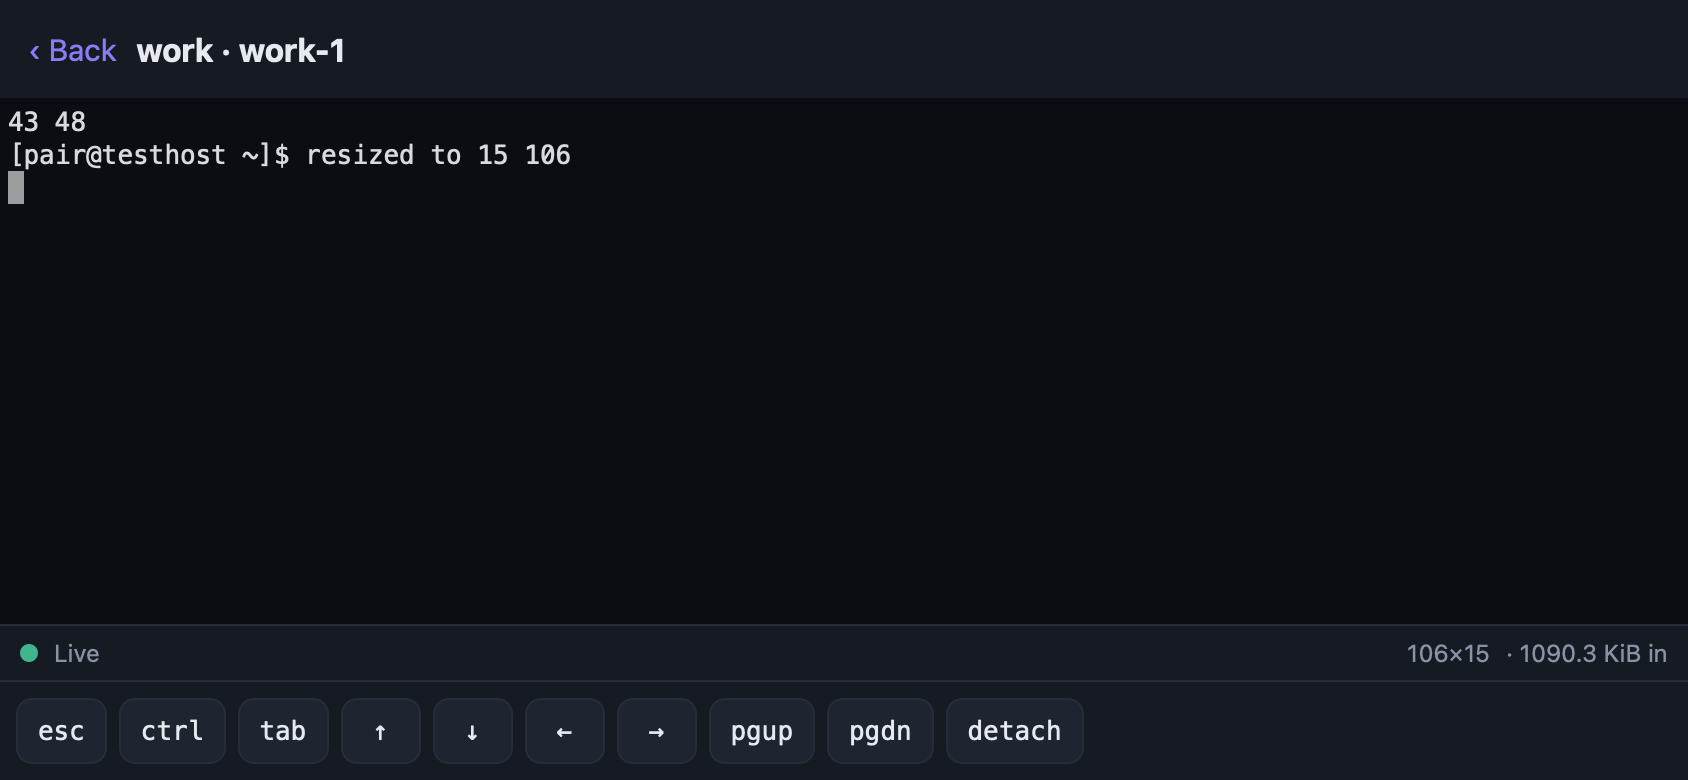 ‹ Back work · work-1
43 48
[pair@testhost ~]$ resized to 15 106
Live 106×15 · 1090.3 KiB in
esc ctrl tab ↑ ↓ ← → pgup pgdn detach